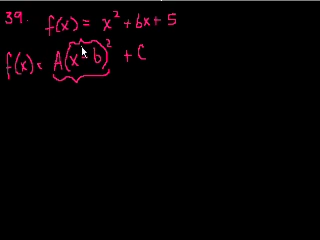 39. f(x) = x² + 6x + 5
f(x) = A(x - b)² + C